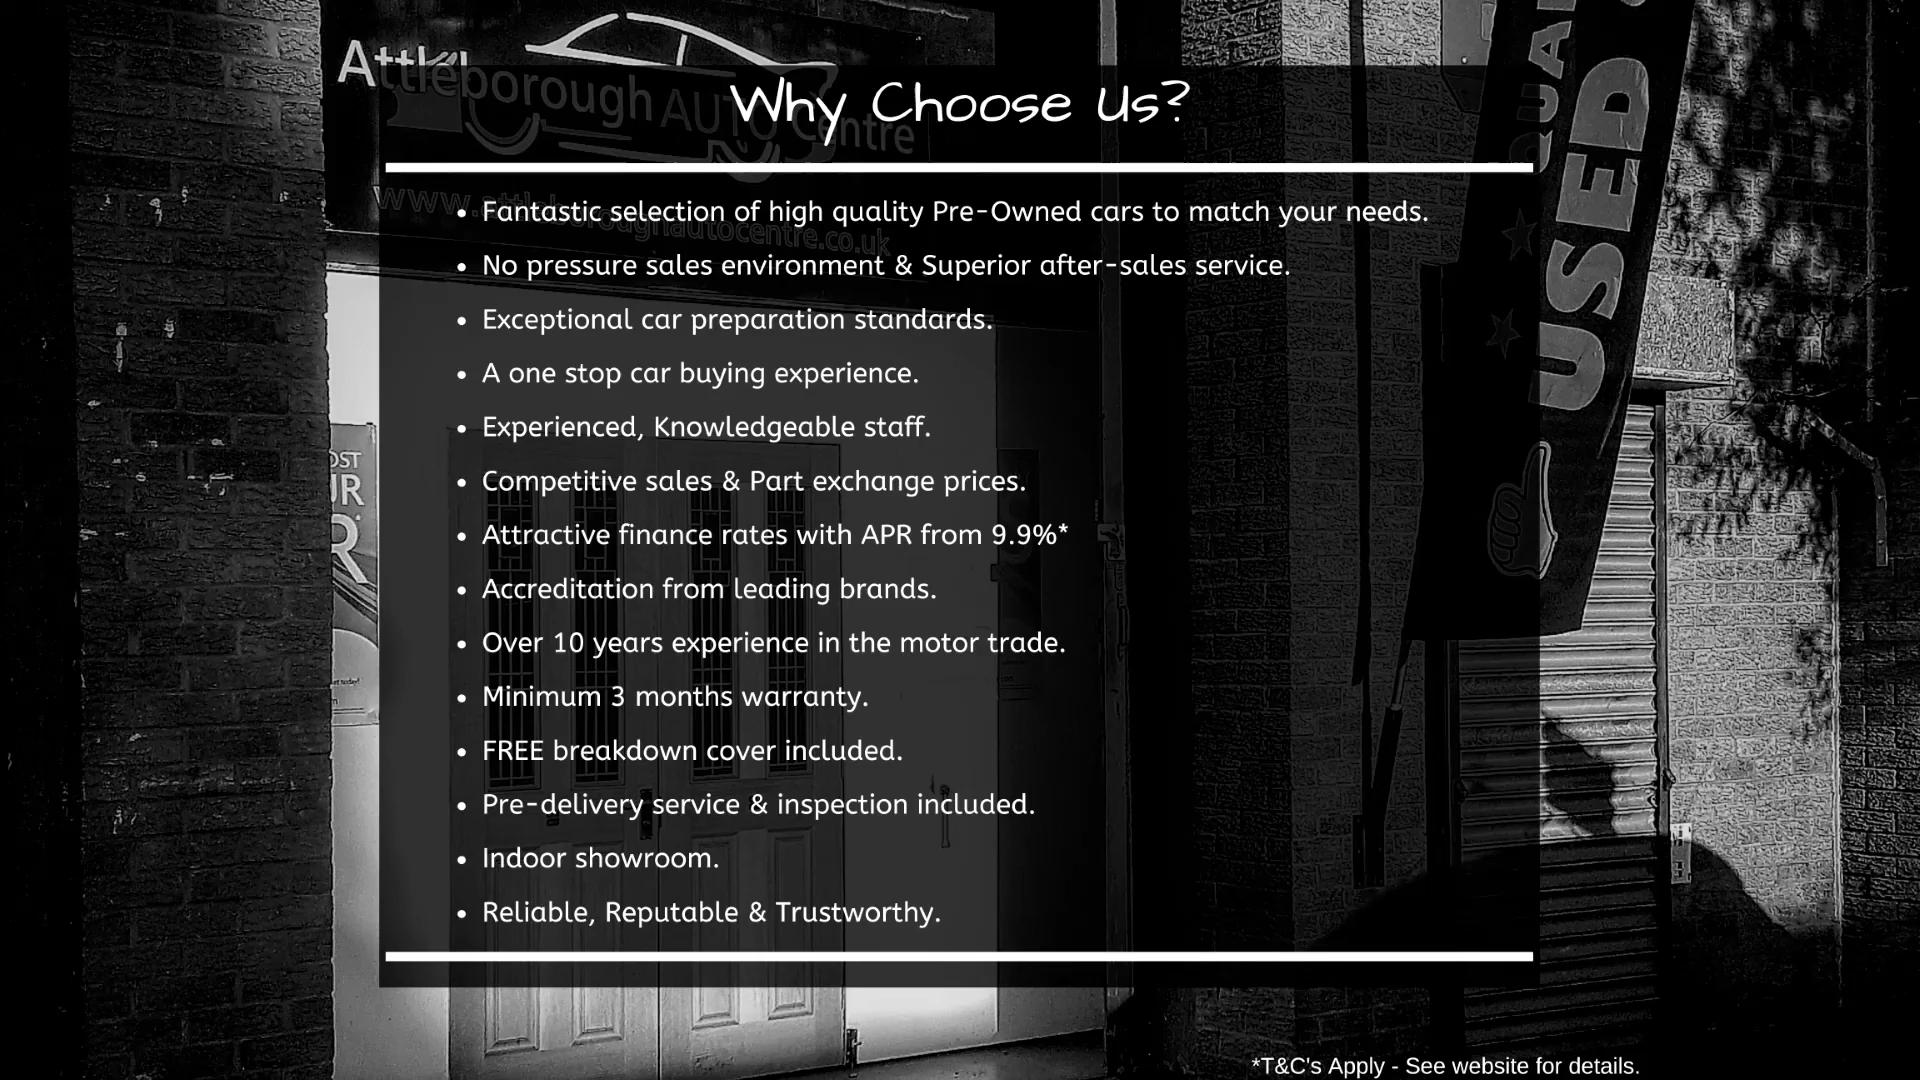 Attleborough AUTO Centre
www.attleboroughautocentre.co.uk
Why Choose Us?
Fantastic selection of high quality Pre-Owned cars to match your needs.
No pressure sales environment & Superior after-sales service.
Exceptional car preparation standards.
A one stop car buying experience.
Experienced, Knowledgeable staff.
Competitive sales & Part exchange prices.
Attractive finance rates with APR from 9.9%*
Accreditation from leading brands.
Over 10 years experience in the motor trade.
Minimum 3 months warranty.
FREE breakdown cover included.
Pre-delivery service & inspection included.
Indoor showroom.
Reliable, Reputable & Trustworthy.
USED
*T&C's Apply - See website for details.